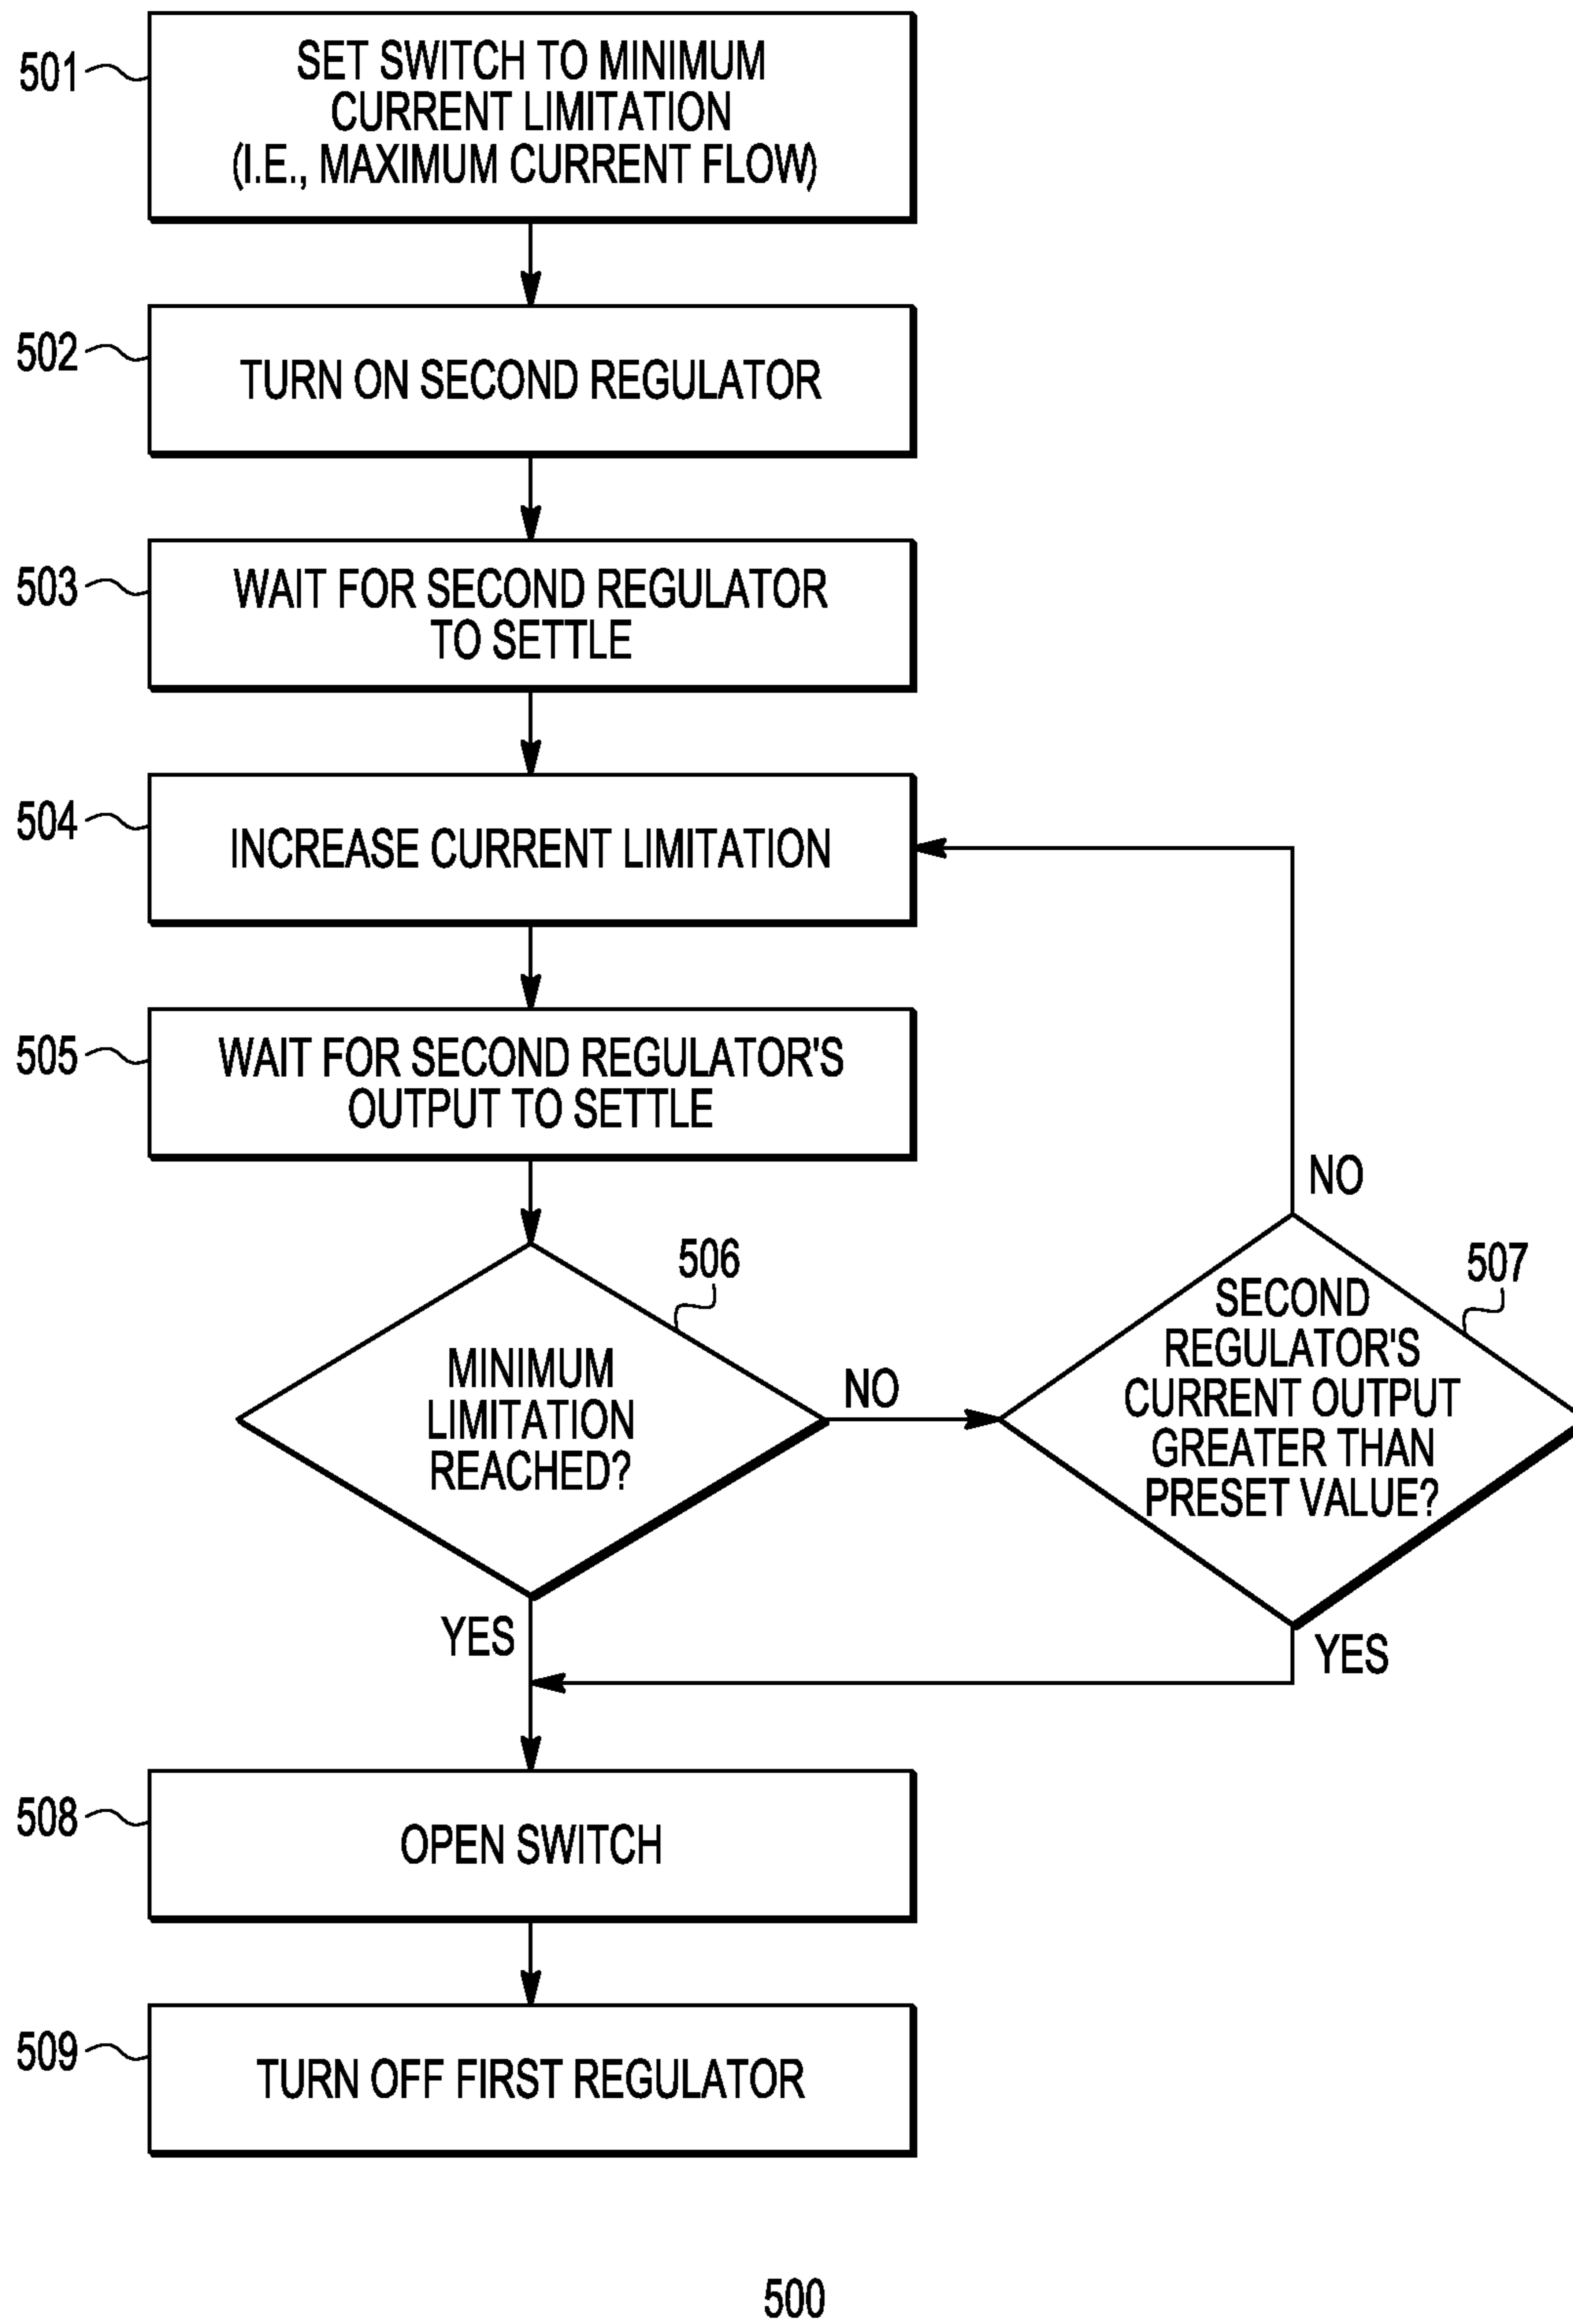 501
SET SWITCH TO MINIMUM
CURRENT LIMITATION
(I.E., MAXIMUM CURRENT FLOW)
502
TURN ON SECOND REGULATOR
503
WAIT FOR SECOND REGULATOR
TO SETTLE
504
INCREASE CURRENT LIMITATION
505
WAIT FOR SECOND REGULATOR'S
OUTPUT TO SETTLE
506
MINIMUM
LIMITATION
REACHED?
NO
YES
507
SECOND
REGULATOR'S
CURRENT OUTPUT
GREATER THAN
PRESET VALUE?
NO
YES
508
OPEN SWITCH
509
TURN OFF FIRST REGULATOR
500